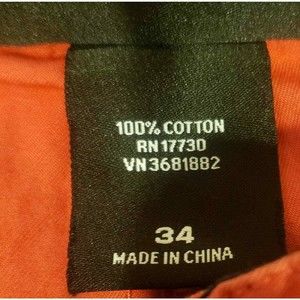 100% COTTON
RN 17730
VN 3681882
34
MADE IN CHINA